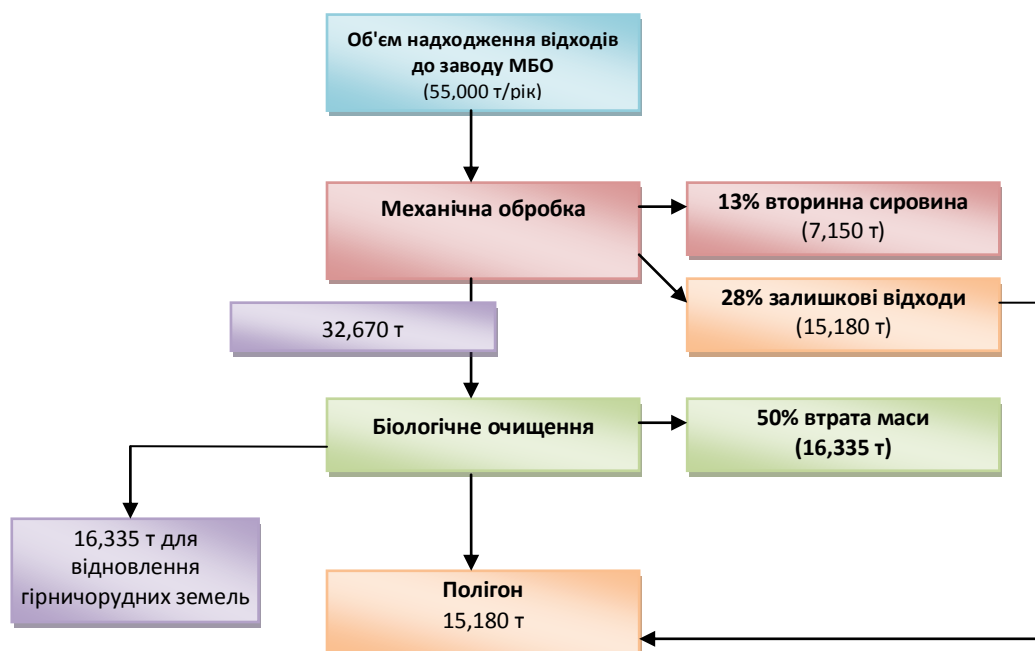 Об'єм надходження відходів
до заводу МБО
(55,000 т/рік)
Механічна обробка
13% вторинна сировина
(7,150 т)
28% залишкові відходи
(15,180 т)
32,670 т
Біологічне очищення
50% втрата маси
(16,335 т)
16,335 т для
відновлення
гірничорудних земель
Полігон
15,180 т